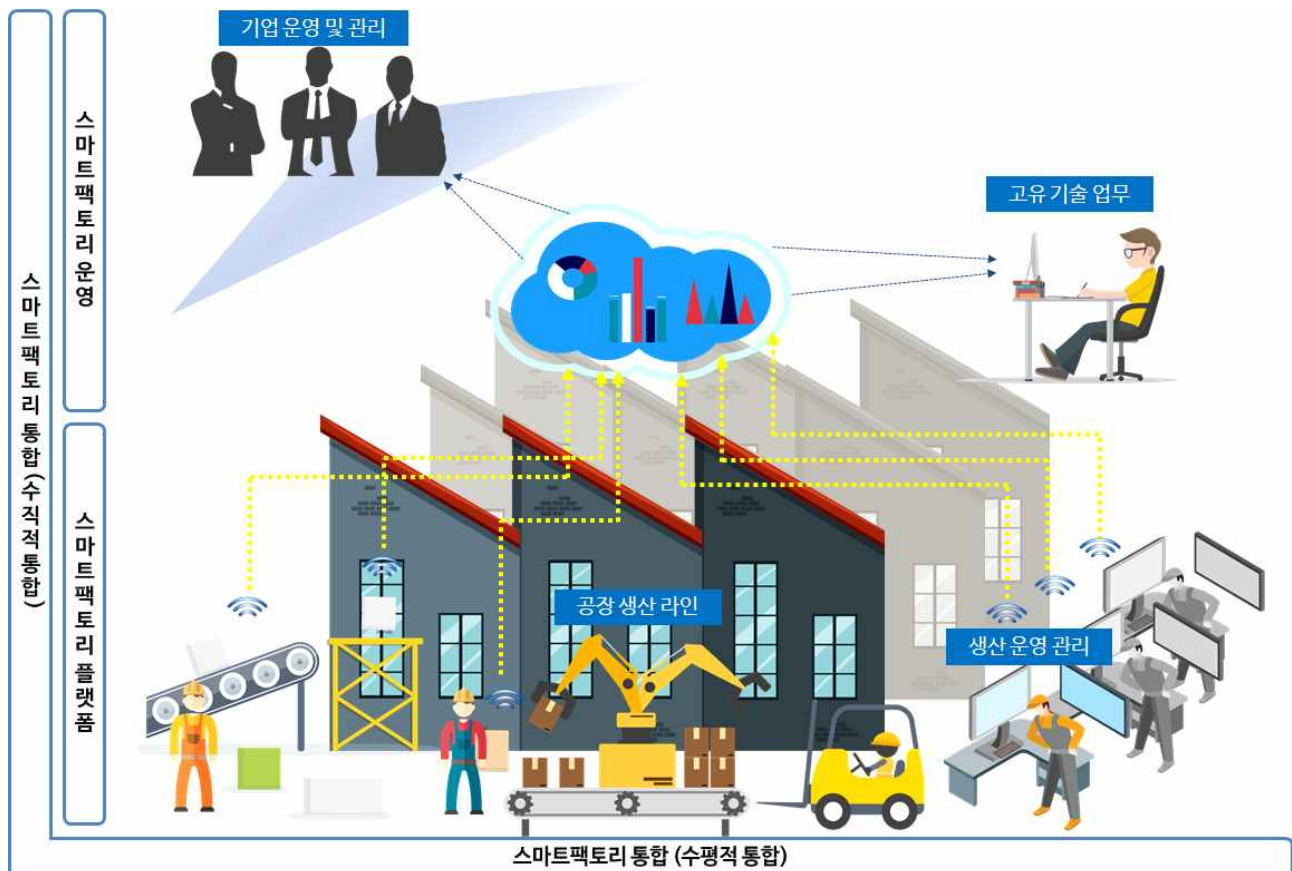 기업 운영 및 관리
스마트팩토리 운영
고유 기술 업무
스마트팩토리 통합 (수직적 통합)
스마트팩토리 플랫폼
공장 생산 라인
생산 운영 관리
스마트팩토리 통합 (수평적 통합)